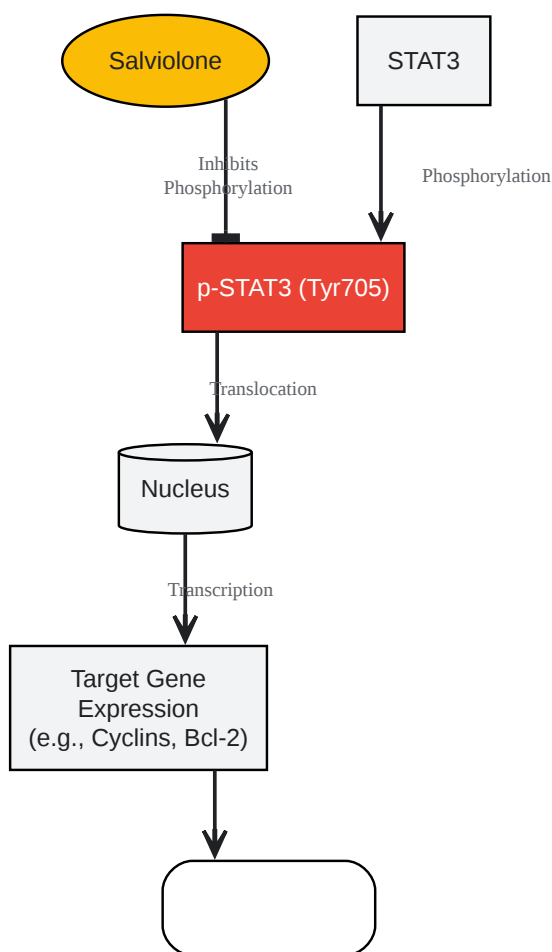 Salviolone
STAT3
Inhibits
Phosphorylation
Phosphorylation
p-STAT3 (Tyr705)
Translocation
Nucleus
Transcription
Target Gene
Expression
(e.g., Cyclins, Bcl-2)